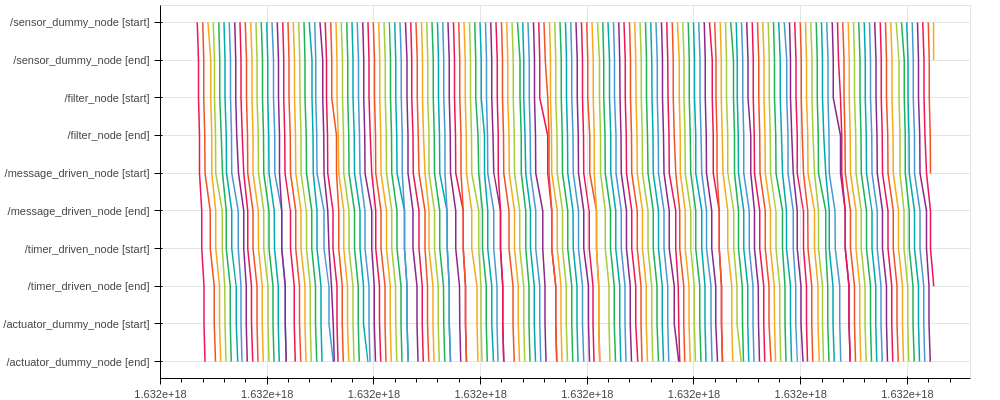 /sensor_dummy_node [start]
/sensor_dummy_node [end]
/filter_node [start]
/filter_node [end]
/message_driven_node [start]
/message_driven_node [end]
/timer_driven_node [start]
/timer_driven_node [end]
/actuator_dummy_node [start]
/actuator_dummy_node [end]
1.632e+18 1.632e+18 1.632e+18 1.632e+18 1.632e+18 1.632e+18 1.632e+18 1.632e+18